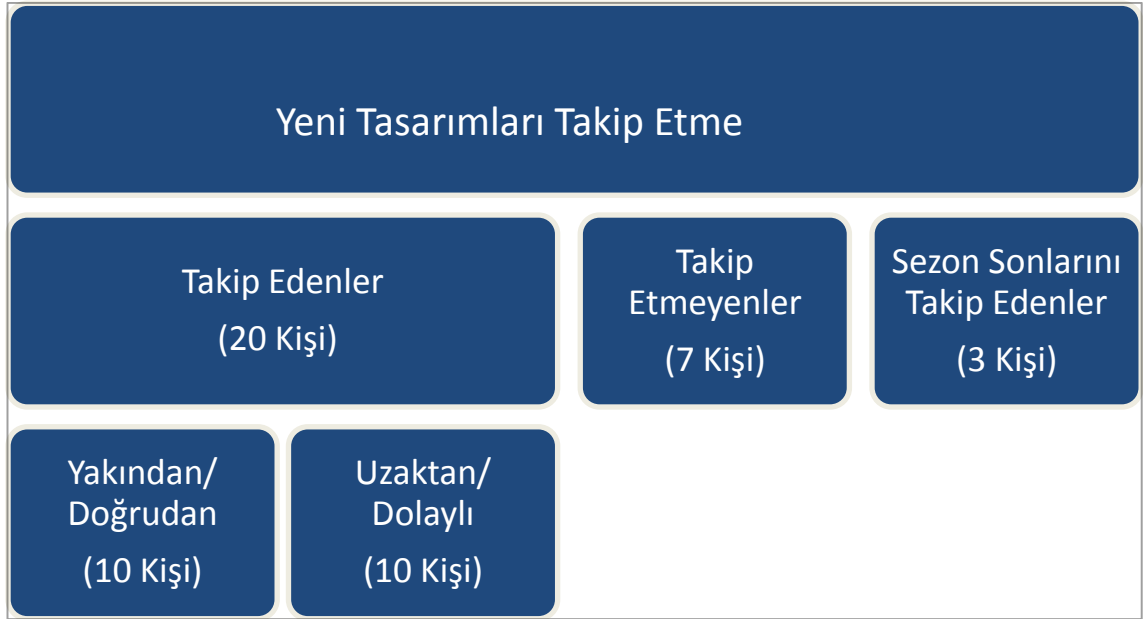 Yeni Tasarımları Takip Etme
Takip Edenler
(20 Kişi)
Takip
Etmeyenler
(7 Kişi)
Sezon Sonlarını
Takip Edenler
(3 Kişi)
Yakından/
Doğrudan
(10 Kişi)
Uzaktan/
Dolaylı
(10 Kişi)